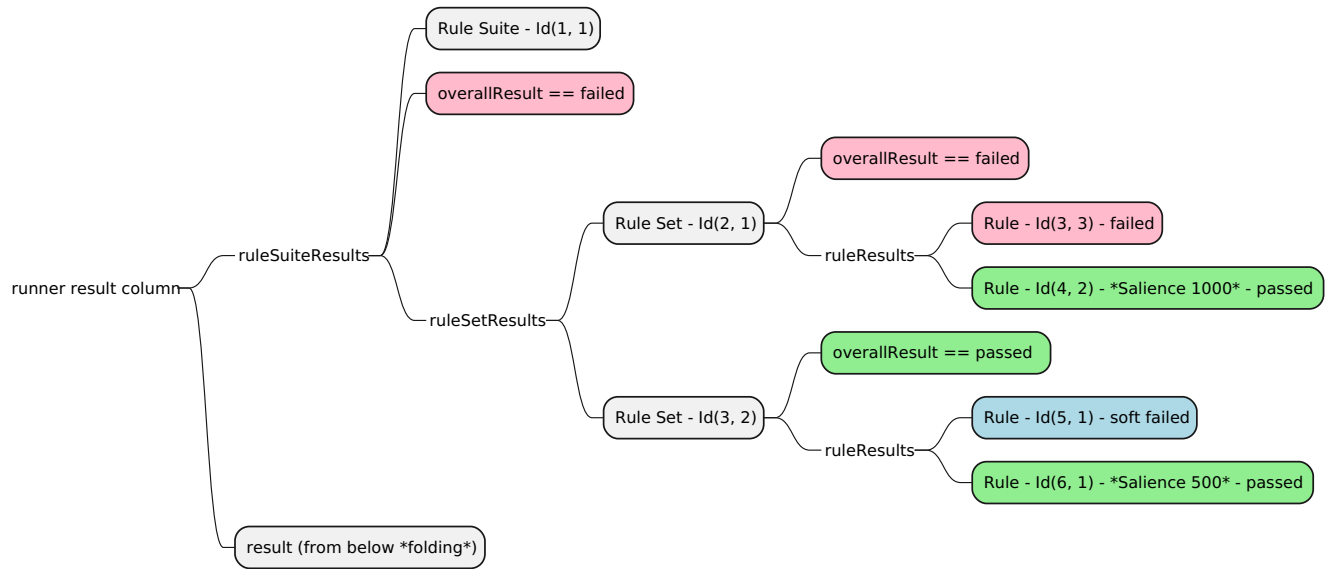 Rule Suite - Id(1, 1)
overallResult == failed
overallResult == failed
Rule Set - Id(2, 1)
Rule - Id(3, 3) - failed
ruleSuiteResults
ruleResults
runner result column
Rule - Id(4, 2) - *Salience 1000* - passed
ruleSetResults
overallResult == passed
Rule Set - Id(3, 2)
Rule - Id(5, 1) - soft failed
ruleResults
Rule - Id(6, 1) - *Salience 500* - passed
result (from below *folding*)